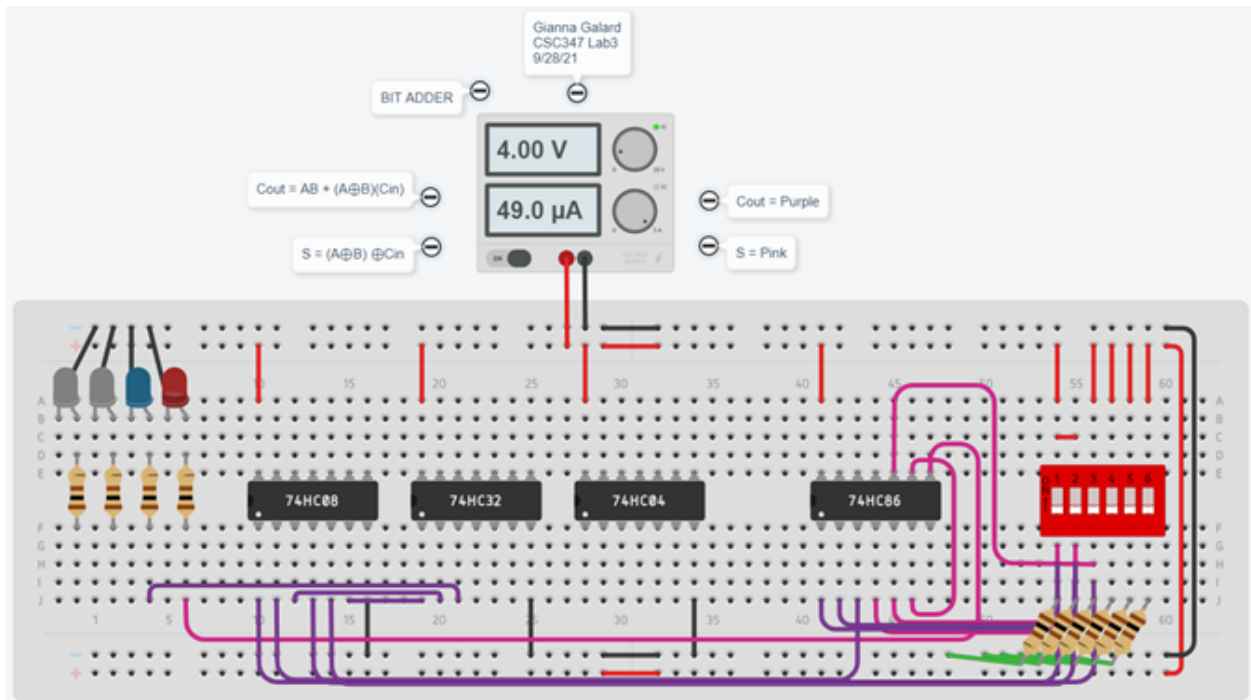 Gianna Galard
CSC347 Lab3
9/28/21
BIT ADDER
4.00 V
Cout = AB + (A⊕B)(Cin)
49.0 µA
Cout = Purple
S = (A⊕B) ⊕Cin
S = Pink
10 15 20 25 30 35 40 45 50 55 60
A A
B B
C C
D D
E E
1 2 3 4 5 6
74HC08 74HC32 74HC04 74HC86
F F
G G
H H
I I
J J
1 5 10 15 20 25 30 35 40 45 50 60